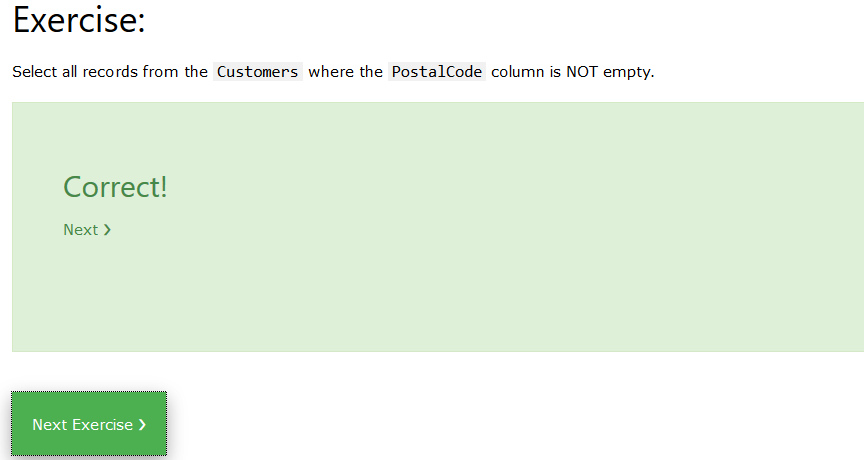 Exercise:
Select all records from the Customers where the PostalCode column is NOT empty.
Correct!
Next ❯
Next Exercise ❯